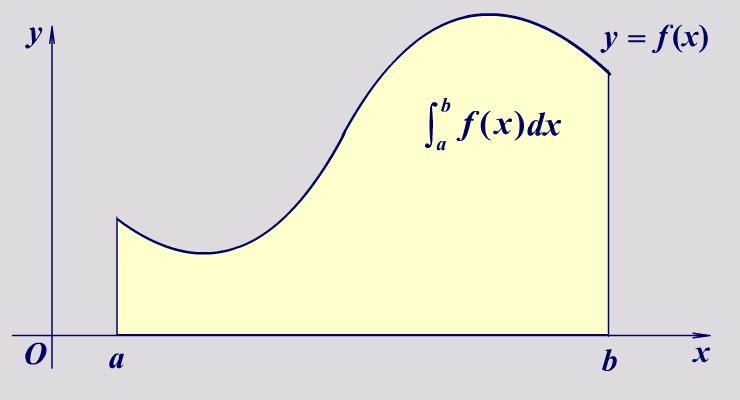 y
y = f(x)
∫_a^b f(x)dx
O
a
b
x